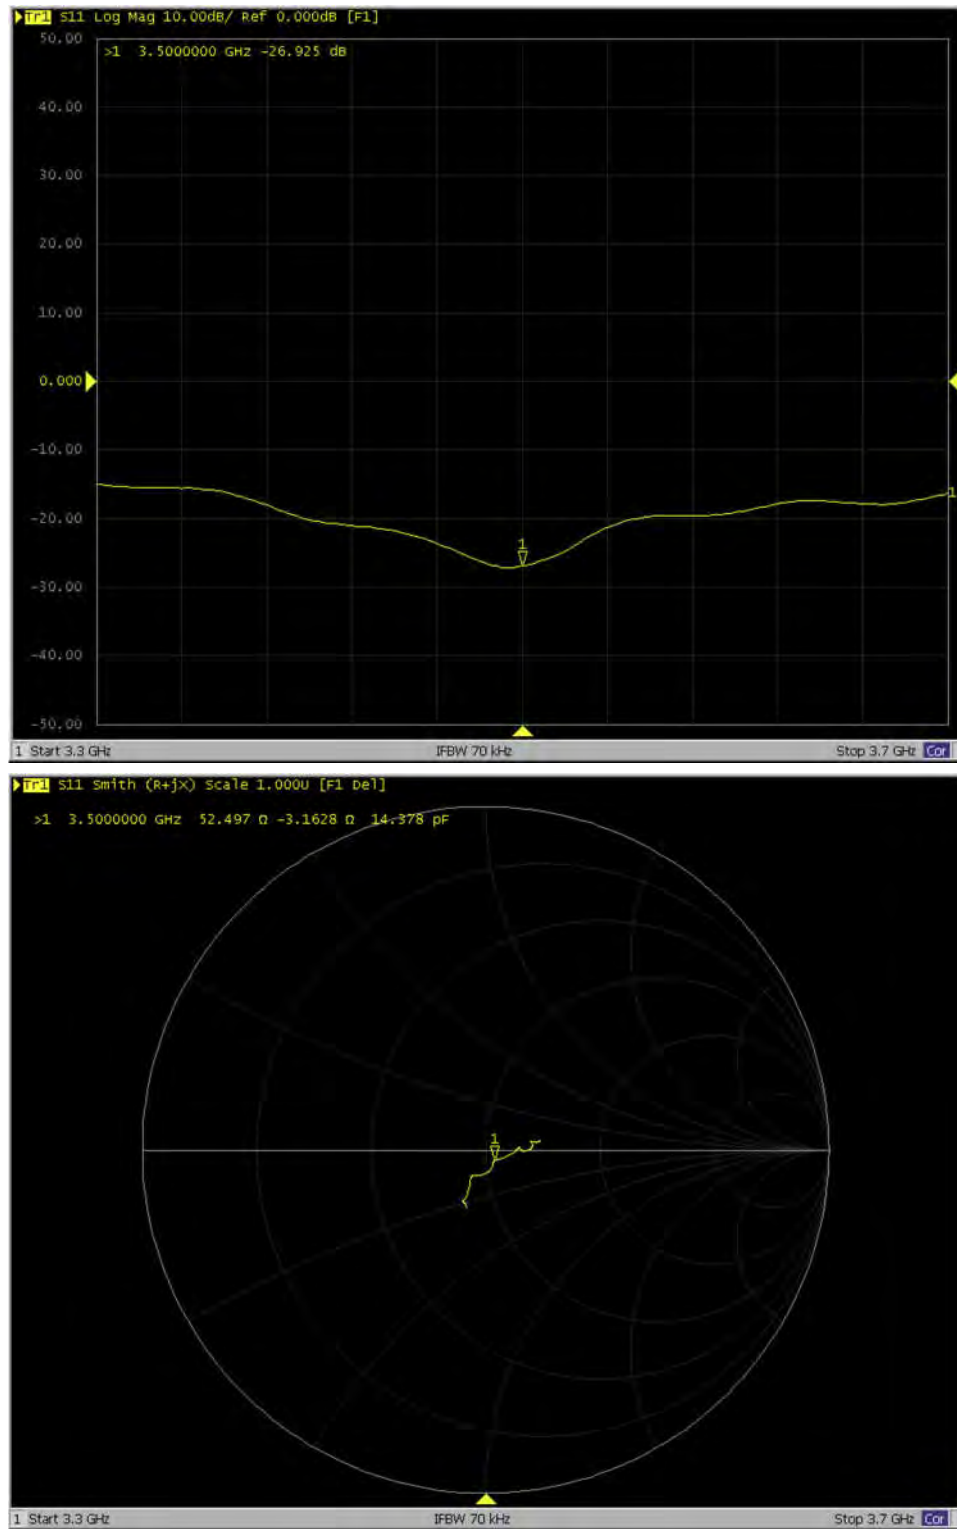 Tr1 S11 Log Mag 10.00dB/ Ref 0.000dB [F1]
50.00
>1 3.5000000 GHz -26.925 dB
40.00
30.00
20.00
10.00
0.000
-10.00
1
-20.00
1
-30.00
-40.00
-50.00
1 Start 3.3 GHz IFBW 70 kHz Stop 3.7 GHz Cor
Tr1 S11 Smith (R+jX) Scale 1.000U [F1 Del]
>1 3.5000000 GHz 52.497 Ω -3.1628 Ω 14.378 pF
1
1 Start 3.3 GHz IFBW 70 kHz Stop 3.7 GHz Cor